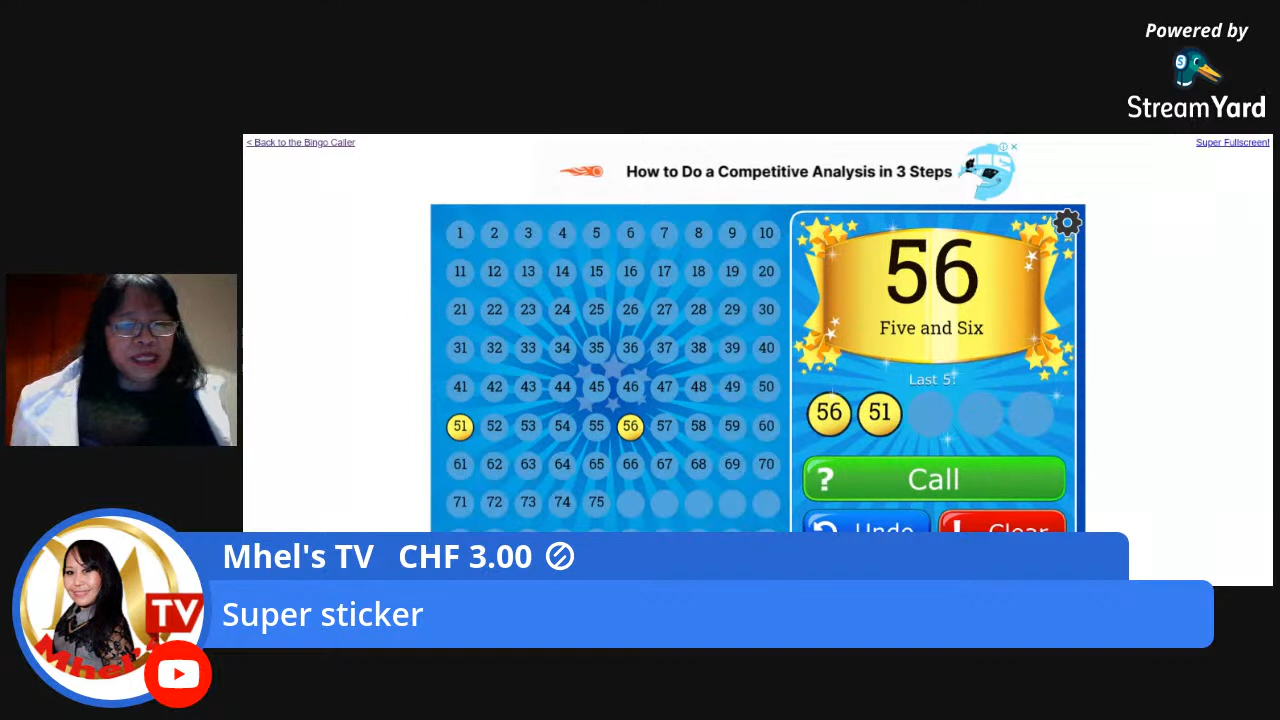 Powered by
StreamYard
< Back to the Bingo Caller
Super Fullscreen!
How to Do a Competitive Analysis in 3 Steps
1 2 3 4 5 6 7 8 9 10
11 12 13 14 15 16 17 18 19 20
21 22 23 24 25 26 27 28 29 30
31 32 33 34 35 36 37 38 39 40
41 42 43 44 45 46 47 48 49 50
51 52 53 54 55 56 57 58 59 60
61 62 63 64 65 66 67 68 69 70
71 72 73 74 75
56
Five and Six
Last 5:
56 51
? Call
Undo ! Clear
Mhel's TV CHF 3.00
Super sticker
TV
Mhel's